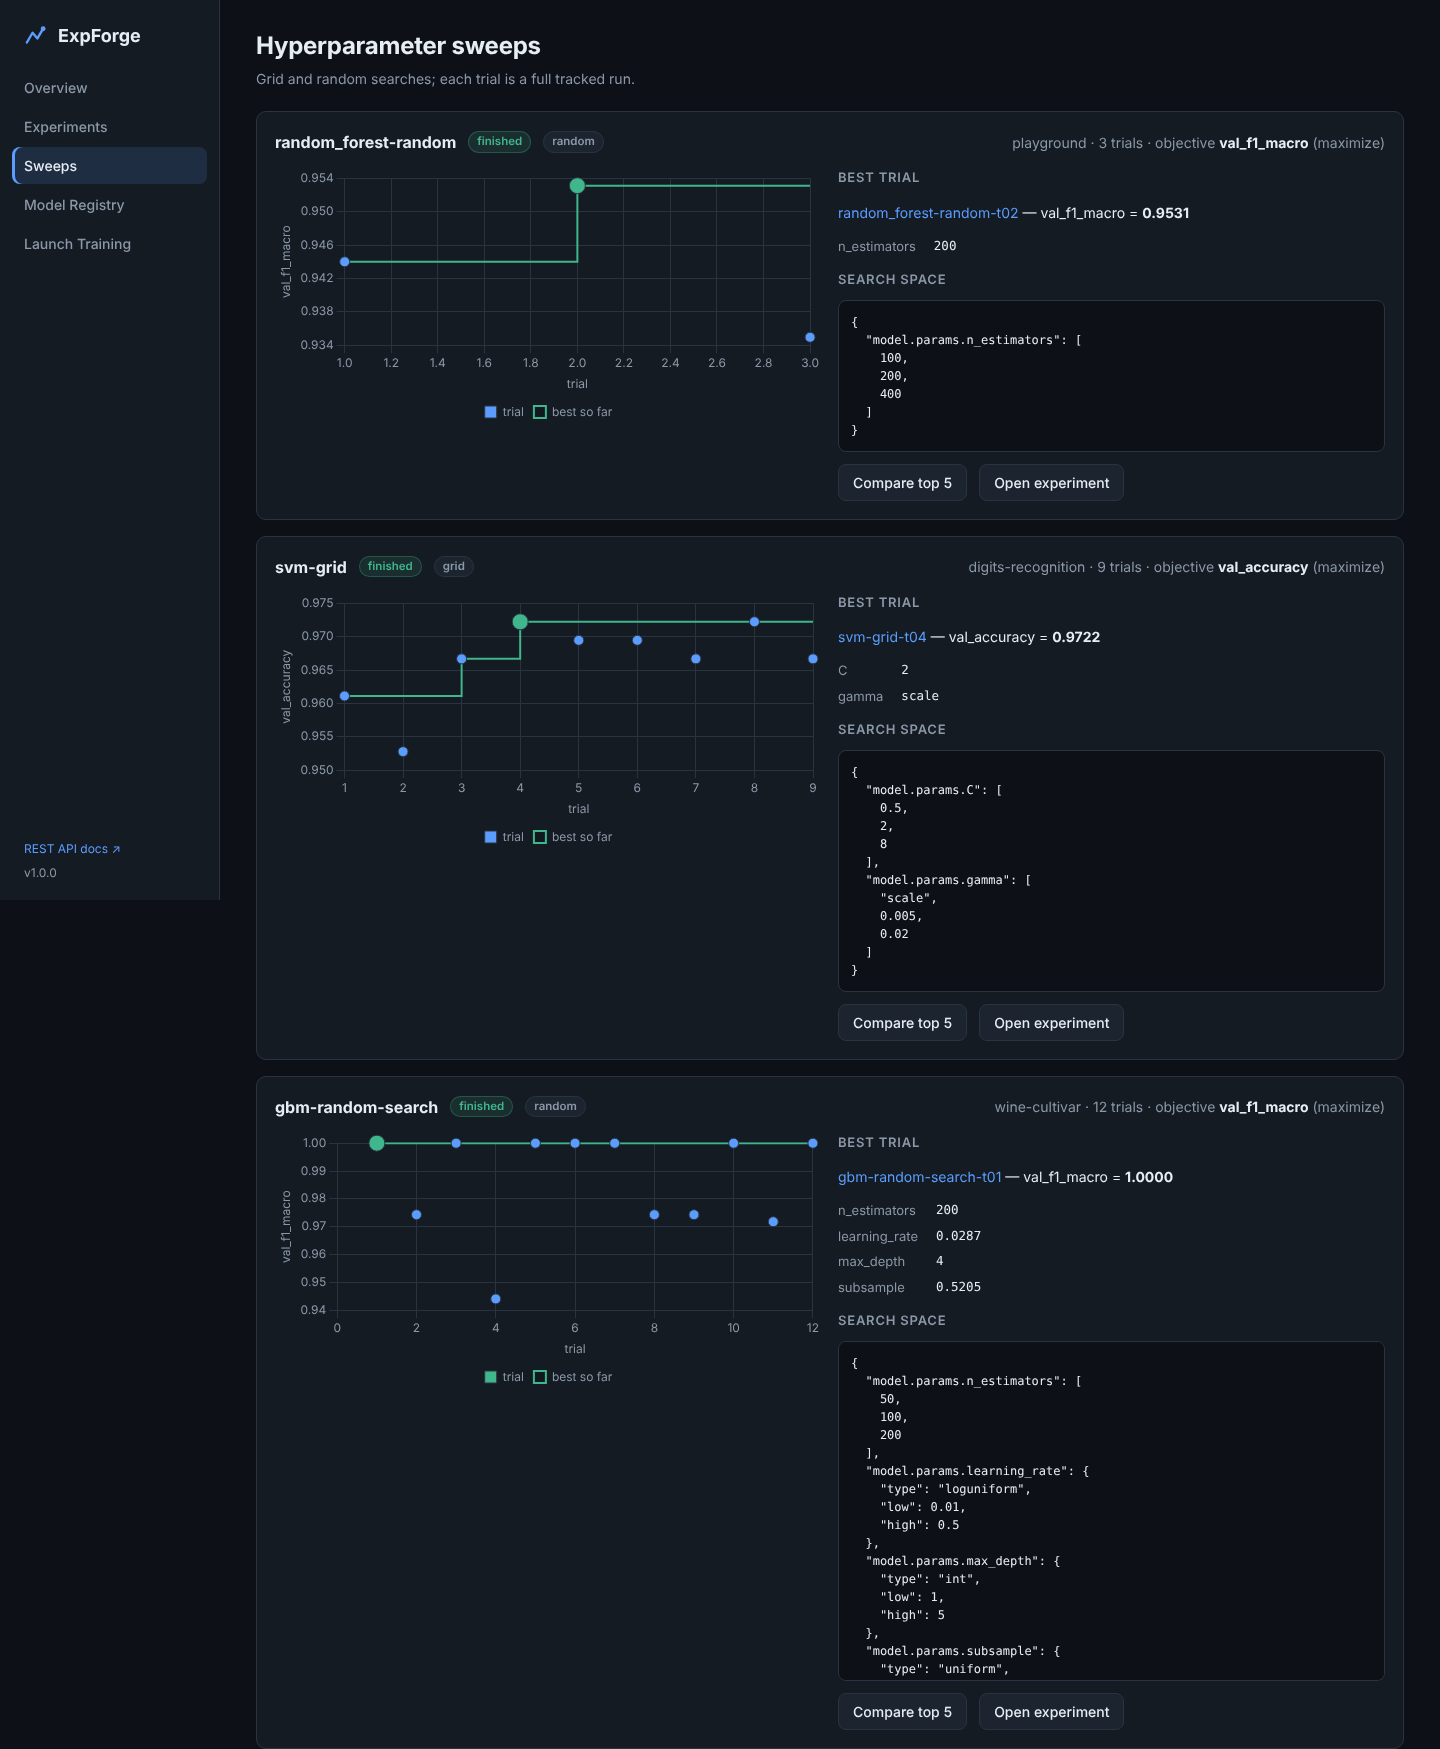 ExpForge
Overview
Experiments
Sweeps
Model Registry
Launch Training
REST API docs ↗
v1.0.0
Hyperparameter sweeps
Grid and random searches; each trial is a full tracked run.
random_forest-random finished random
playground · 3 trials · objective val_f1_macro (maximize)
0.954
0.950
0.946
0.942
0.938
0.934
val_f1_macro
1.0 1.2 1.4 1.6 1.8 2.0 2.2 2.4 2.6 2.8 3.0
trial
trial best so far
BEST TRIAL
random_forest-random-t02 — val_f1_macro = 0.9531
n_estimators 200
SEARCH SPACE
{
  "model.params.n_estimators": [
    100,
    200,
    400
  ]
}
Compare top 5 Open experiment
svm-grid finished grid
digits-recognition · 9 trials · objective val_accuracy (maximize)
0.975
0.970
0.965
0.960
0.955
0.950
val_accuracy
1 2 3 4 5 6 7 8 9
trial
trial best so far
BEST TRIAL
svm-grid-t04 — val_accuracy = 0.9722
C 2
gamma scale
SEARCH SPACE
{
  "model.params.C": [
    0.5,
    2,
    8
  ],
  "model.params.gamma": [
    "scale",
    0.005,
    0.02
  ]
}
Compare top 5 Open experiment
gbm-random-search finished random
wine-cultivar · 12 trials · objective val_f1_macro (maximize)
1.00
0.99
0.98
0.97
0.96
0.95
0.94
val_f1_macro
0 2 4 6 8 10 12
trial
trial best so far
BEST TRIAL
gbm-random-search-t01 — val_f1_macro = 1.0000
n_estimators 200
learning_rate 0.0287
max_depth 4
subsample 0.5205
SEARCH SPACE
{
  "model.params.n_estimators": [
    50,
    100,
    200
  ],
  "model.params.learning_rate": {
    "type": "loguniform",
    "low": 0.01,
    "high": 0.5
  },
  "model.params.max_depth": {
    "type": "int",
    "low": 1,
    "high": 5
  },
  "model.params.subsample": {
    "type": "uniform",
Compare top 5 Open experiment